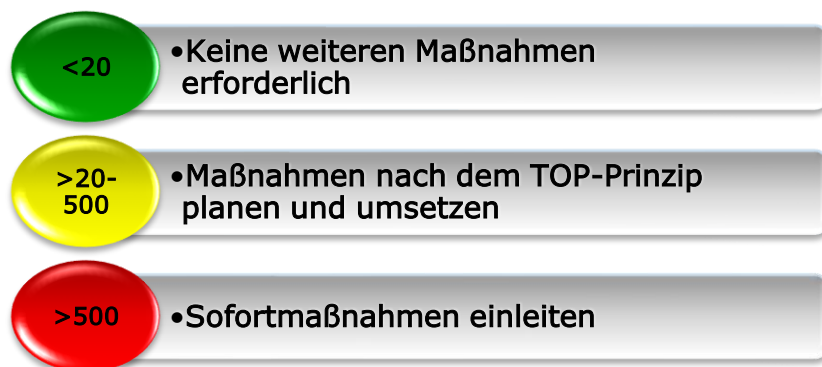 <20
•Keine weiteren Maßnahmen
erforderlich
>20-
500
•Maßnahmen nach dem TOP-Prinzip
planen und umsetzen
>500
•Sofortmaßnahmen einleiten